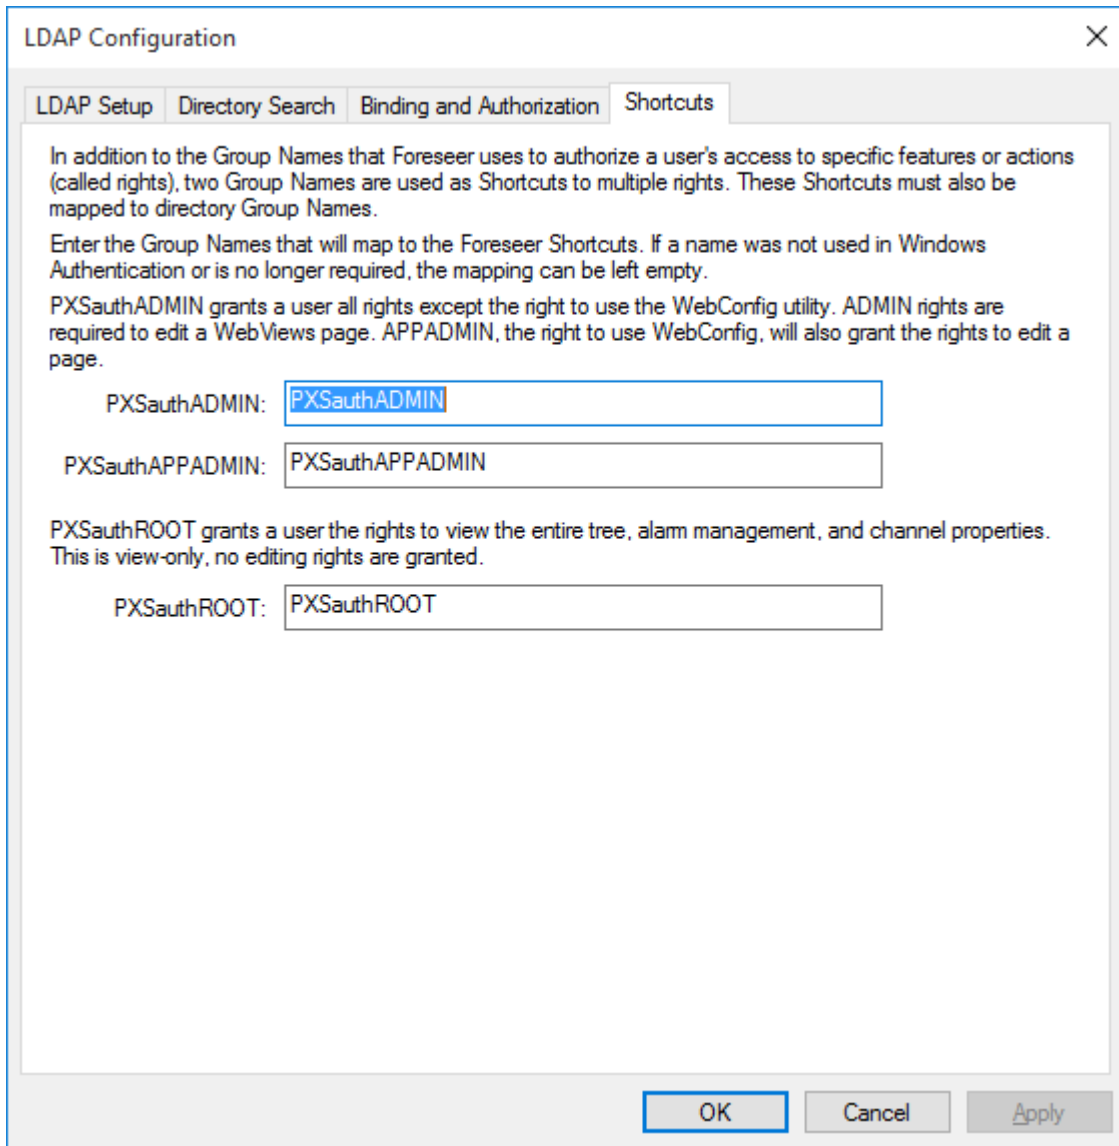 LDAP Configuration
LDAP Setup Directory Search Binding and Authorization Shortcuts
In addition to the Group Names that Foreseer uses to authorize a user's access to specific features or actions
(called rights), two Group Names are used as Shortcuts to multiple rights. These Shortcuts must also be
mapped to directory Group Names.
Enter the Group Names that will map to the Foreseer Shortcuts. If a name was not used in Windows
Authentication or is no longer required, the mapping can be left empty.
PXSauthADMIN grants a user all rights except the right to use the WebConfig utility. ADMIN rights are
required to edit a WebViews page. APPADMIN, the right to use WebConfig, will also grant the rights to edit a
page.
PXSauthADMIN: PXSauthADMIN
PXSauthAPPADMIN: PXSauthAPPADMIN
PXSauthROOT grants a user the rights to view the entire tree, alarm management, and channel properties.
This is view-only, no editing rights are granted.
PXSauthROOT: PXSauthROOT
OK Cancel Apply